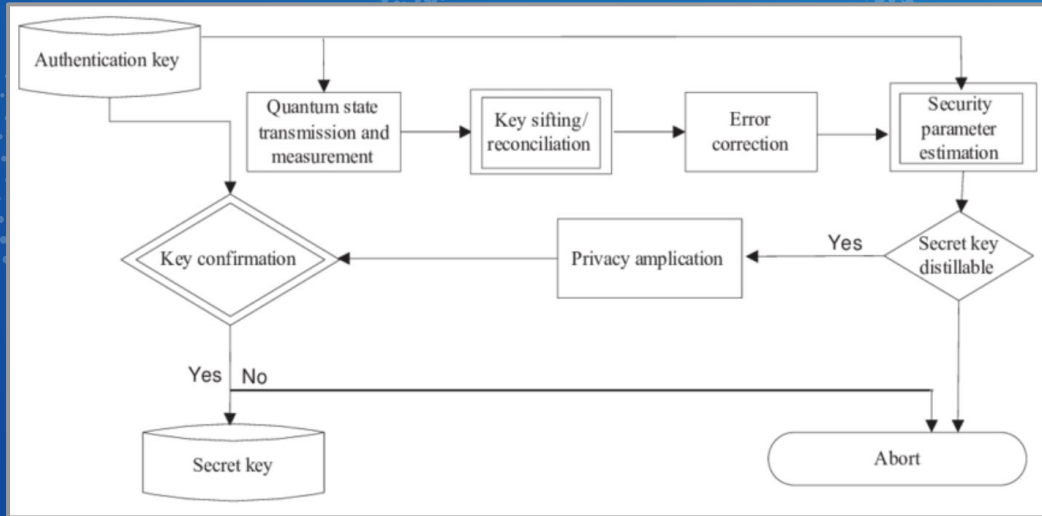 Authentication key
Quantum state
transmission and
measurement
Key sifting/
reconciliation
Error
correction
Security
parameter
estimation
Key confirmation
Privacy amplication
Yes
Secret key
distillable
Yes No
Secret key
Abort